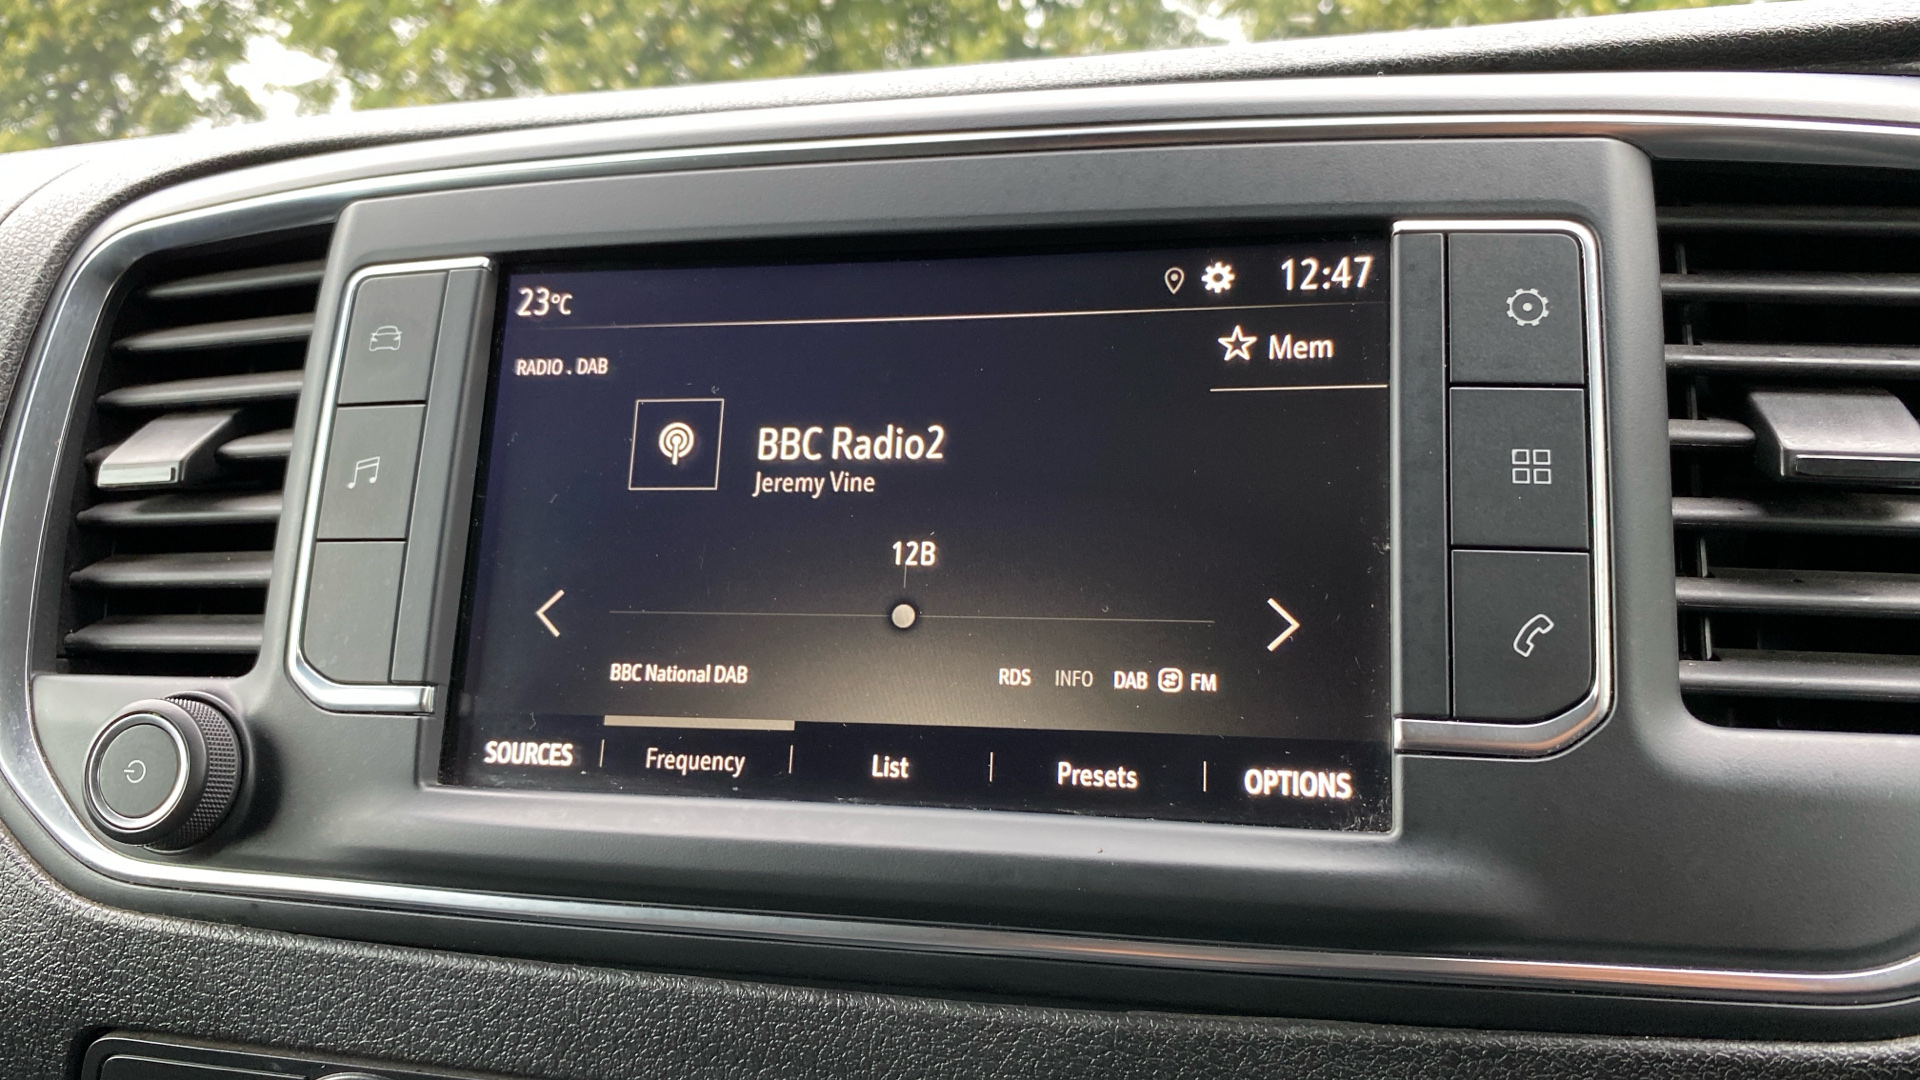 23°C
12:47
RADIO . DAB
Mem
BBC Radio2
Jeremy Vine
12B
BBC National DAB
RDS INFO DAB FM
SOURCES | Frequency | List | Presets | OPTIONS